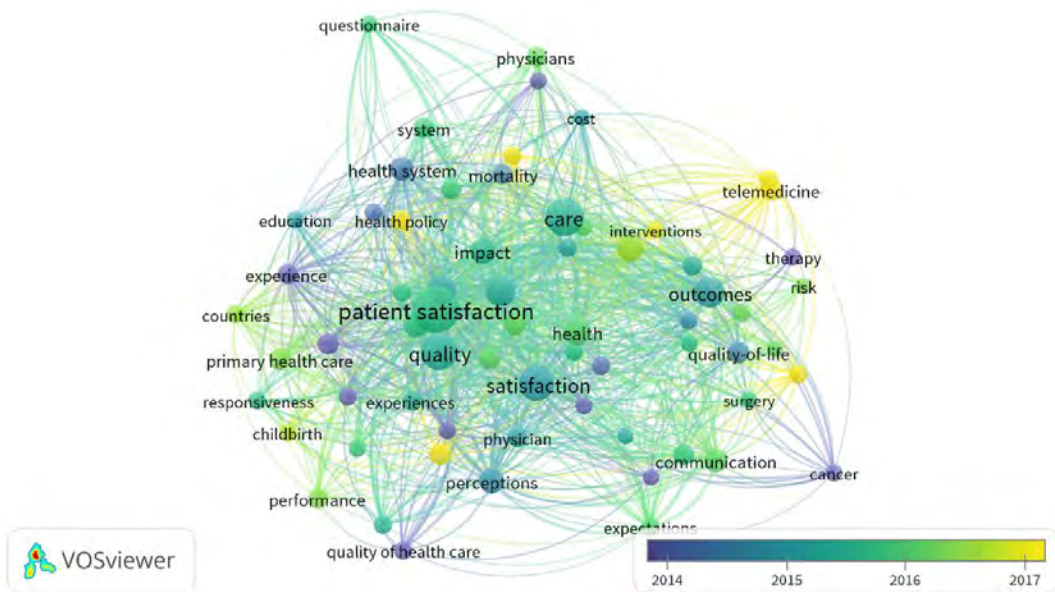 questionnaire
physicians
cost
system
health system
mortality
telemedicine
education
health policy
care
interventions
impact
therapy
experience
outcomes
risk
countries
patient satisfaction
health
primary health care
quality
quality-of-life
satisfaction
responsiveness
experiences
surgery
childbirth
physician
communication
cancer
perceptions
performance
expectations
quality of health care
VOSviewer
2014 2015 2016 2017